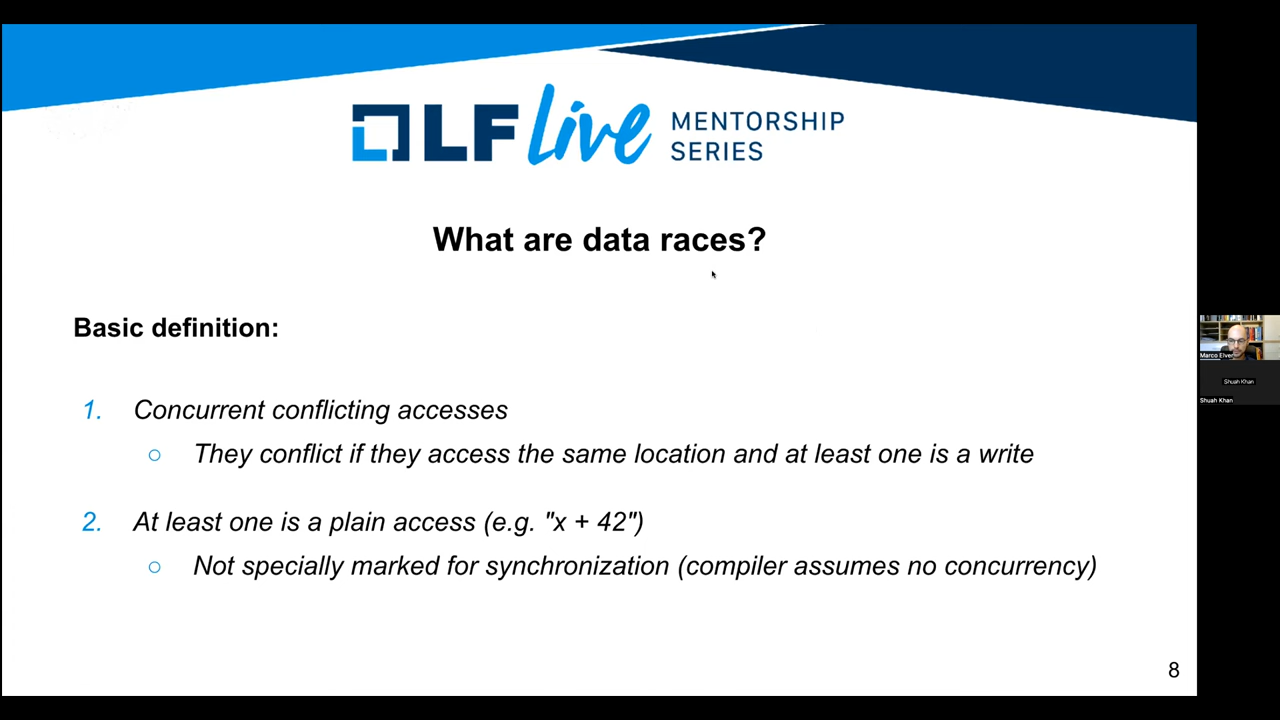 LF Live MENTORSHIP
SERIES
What are data races?
Basic definition:
1. Concurrent conflicting accesses
○ They conflict if they access the same location and at least one is a write
2. At least one is a plain access (e.g. "x + 42")
○ Not specially marked for synchronization (compiler assumes no concurrency)
8
Marco Elver
Shuah Khan
Shuah Khan